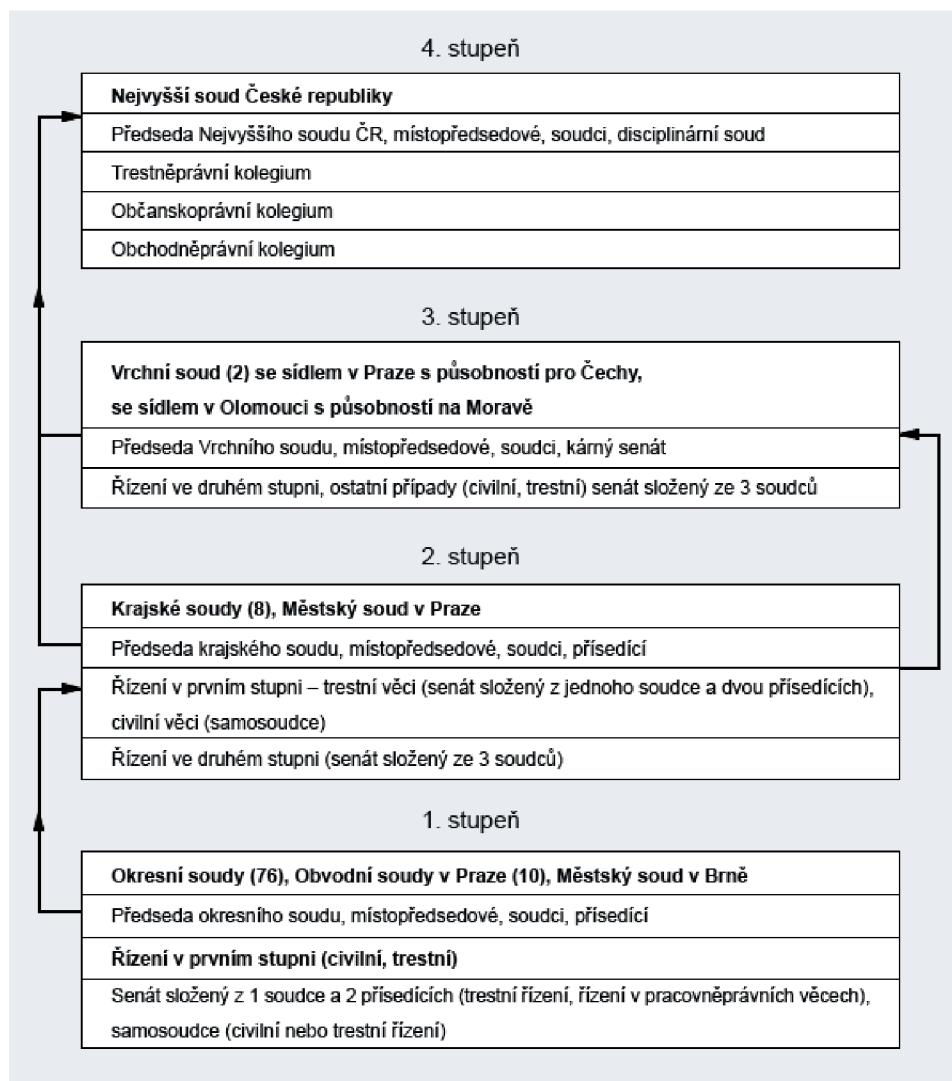 4. stupeň
Nejvyšší soud České republiky
Předseda Nejvyššího soudu ČR, místopředsedové, soudci, disciplinární soud
Trestněprávní kolegium
Občanskoprávní kolegium
Obchodněprávní kolegium
3. stupeň
Vrchní soud (2) se sídlem v Praze s působností pro Čechy,
se sídlem v Olomouci s působností na Moravě
Předseda Vrchního soudu, místopředsedové, soudci, kárný senát
Řízení ve druhém stupni, ostatní případy (civilní, trestní) senát složený ze 3 soudců
2. stupeň
Krajské soudy (8), Městský soud v Praze
Předseda krajského soudu, místopředsedové, soudci, přísedící
Řízení v prvním stupni – trestní věci (senát složený z jednoho soudce a dvou přísedících),
civilní věci (samosoudce)
Řízení ve druhém stupni (senát složený ze 3 soudců)
1. stupeň
Okresní soudy (76), Obvodní soudy v Praze (10), Městský soud v Brně
Předseda okresního soudu, místopředsedové, soudci, přísedící
Řízení v prvním stupni (civilní, trestní)
Senát složený z 1 soudce a 2 přísedících (trestní řízení, řízení v pracovněprávních věcech),
samosoudce (civilní nebo trestní řízení)